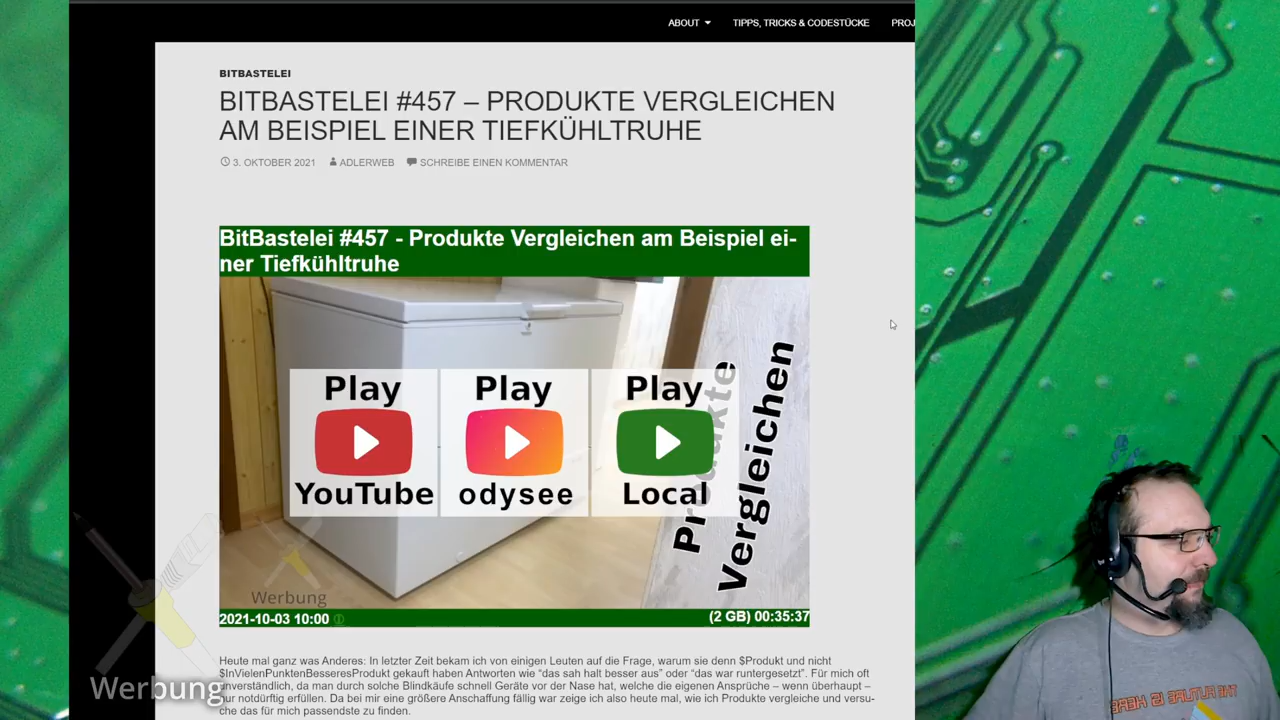 ABOUT TIPPS, TRICKS & CODESTÜCKE PROJ
BITBASTELEI
BITBASTELEI #457 – PRODUKTE VERGLEICHEN
AM BEISPIEL EINER TIEFKÜHLTRUHE
3. OKTOBER 2021 ADLERWEB SCHREIBE EINEN KOMMENTAR
BitBastelei #457 - Produkte Vergleichen am Beispiel ei-
ner Tiefkühltruhe
Play Play Play
YouTube odysee Local
Produkte
Vergleichen
Werbung
2021-10-03 10:00 (2 GB) 00:35:37
Heute mal ganz was Anderes: In letzter Zeit bekam ich von einigen Leuten auf die Frage, warum sie denn $Produkt und nicht
$InVielenPunktenBesseresProdukt gekauft haben Antworten wie “das sah halt besser aus” oder “das war runtergesetzt”. Für mich oft
unverständlich, da man durch solche Blindkäufe schnell Geräte vor der Nase hat, welche die eigenen Ansprüche – wenn überhaupt –
nur notdürftig erfüllen. Da bei mir eine größere Anschaffung fällig war zeige ich also heute mal, wie ich Produkte vergleiche und versu-
che das für mich passendste zu finden.
Werbung
THE FUTURE IS HERE